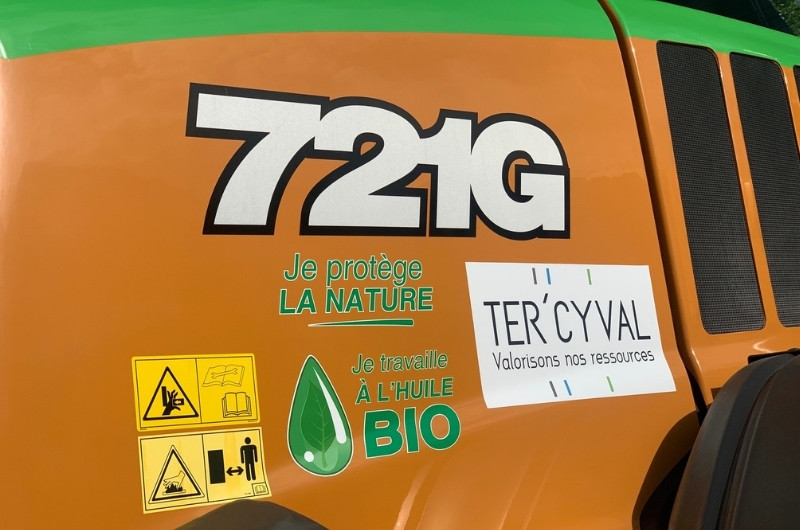 721G
Je protège
LA NATURE
TER'CYVAL
Valorisons nos ressources
Je travaille
À L'HUILE
BIO